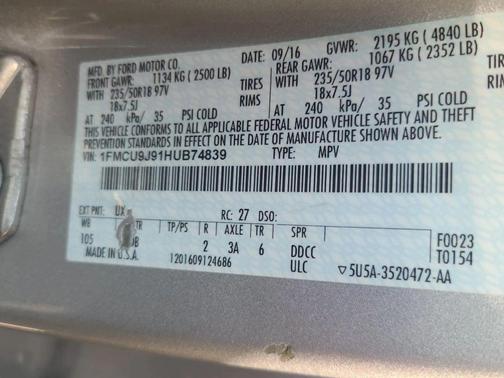 MFD. BY FORD MOTOR CO.
DATE: 09/16 GVWR: 2195 KG ( 4840 LB)
FRONT GAWR: 1134 KG ( 2500 LB) REAR GAWR: 1067 KG ( 2352 LB)
WITH 235/50R18 97V TIRES WITH 235/50R18 97V TIRES
18x7.5J RIMS 18x7.5J RIMS
AT 240 kPa/ 35 PSI COLD AT 240 kPa/ 35 PSI COLD
THIS VEHICLE CONFORMS TO ALL APPLICABLE FEDERAL MOTOR VEHICLE SAFETY AND THEFT
PREVENTION STANDARDS IN EFFECT ON THE DATE OF MANUFACTURE SHOWN ABOVE.
VIN: 1FMCU9J91HUB74839 TYPE: MPV
EXT PNT: UX RC: 27 DSO:
WB TR TP/PS R AXLE TR SPR
105 B 2 3A 6 DDCC F0023
MADE IN U.S.A. ULC T0154
1201609124686 ▽5U5A-3520472-AA